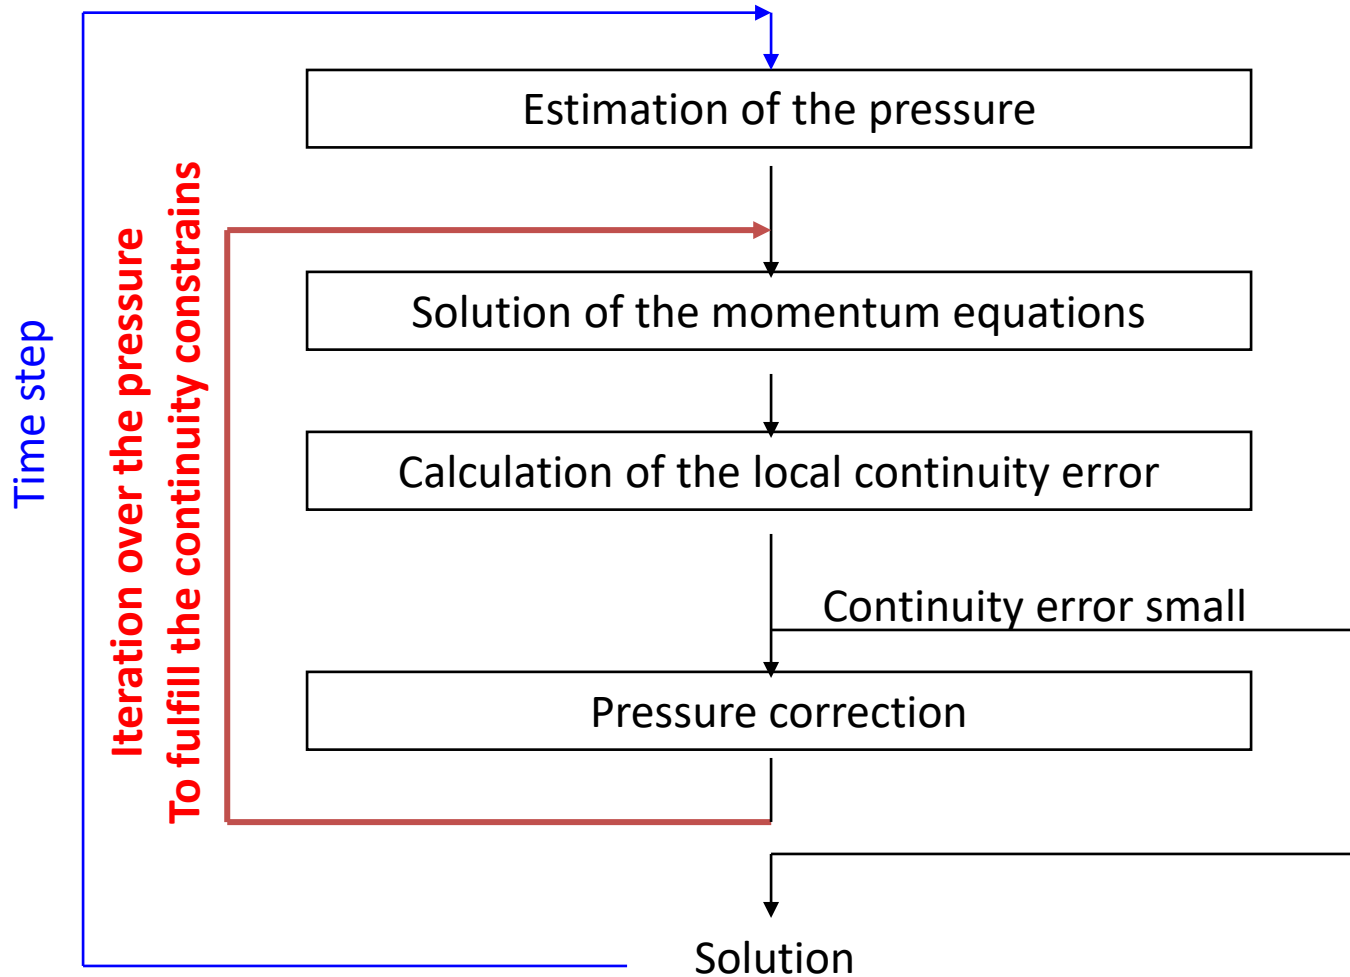 Estimation of the pressure
Time step
Iteration over the pressure
To fulfill the continuity constrains
Solution of the momentum equations
Calculation of the local continuity error
Continuity error small
Pressure correction
Solution